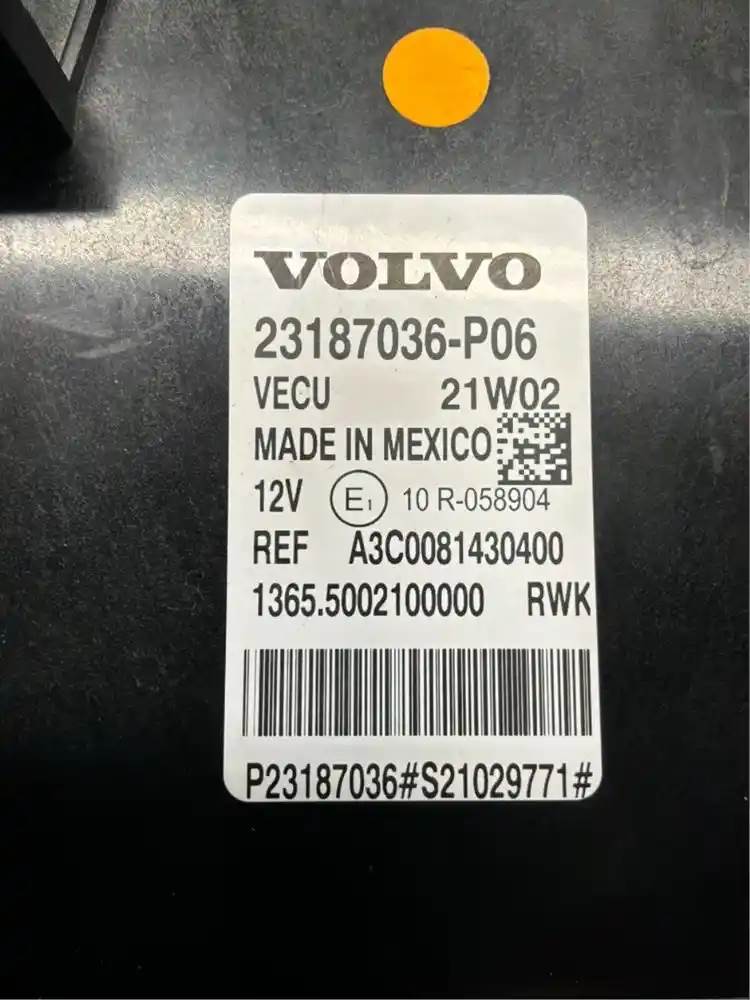 VOLVO
23187036-P06
VECU 21W02
MADE IN MEXICO
12V E1 10 R-058904
REF A3C0081430400
1365.5002100000 RWK
P23187036#S21029771#